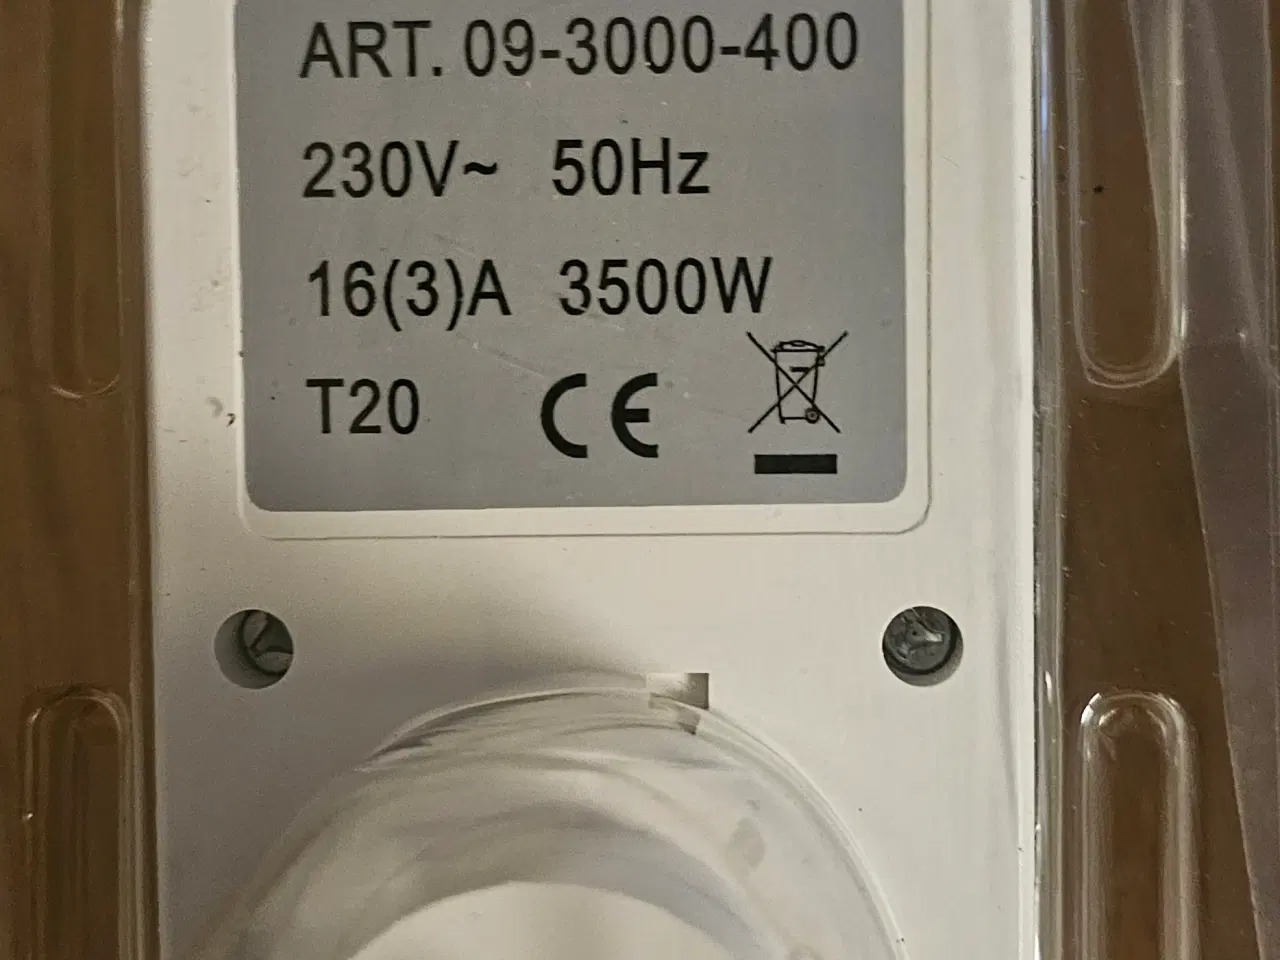 ART. 09-3000-400
230V~ 50Hz
16(3)A 3500W
T20 CE